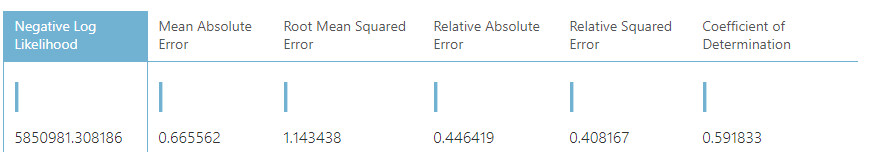 Negative Log Likelihood
Mean Absolute Error
Root Mean Squared Error
Relative Absolute Error
Relative Squared Error
Coefficient of Determination
5850981.308186 0.665562 1.143438 0.446419 0.408167 0.591833